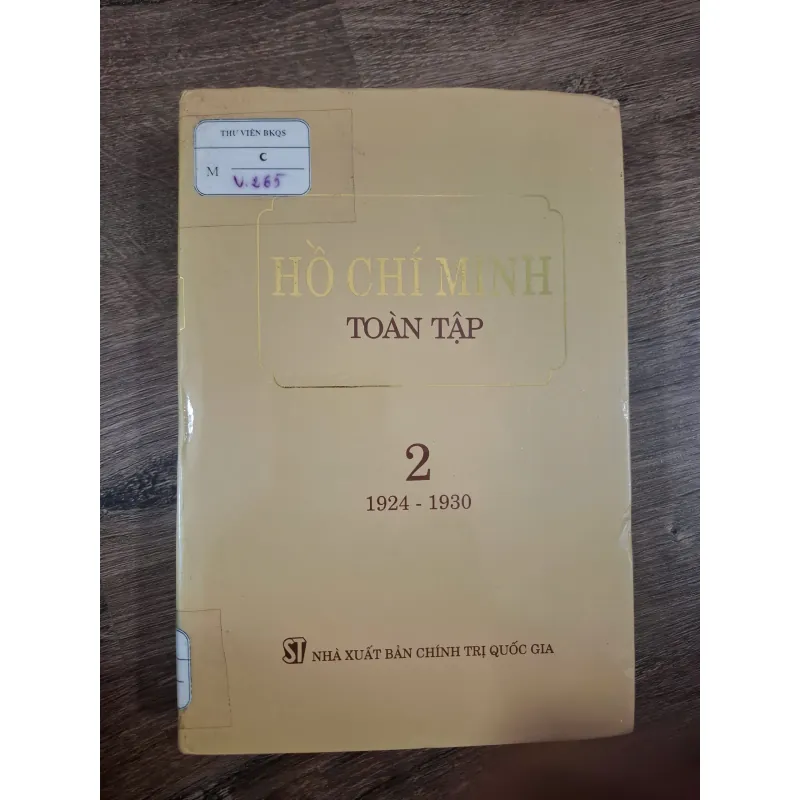 THƯ VIỆN BKQS
M
C
V.265
HỒ CHÍ MINH
TOÀN TẬP
2
1924 - 1930
ST NHÀ XUẤT BẢN CHÍNH TRỊ QUỐC GIA